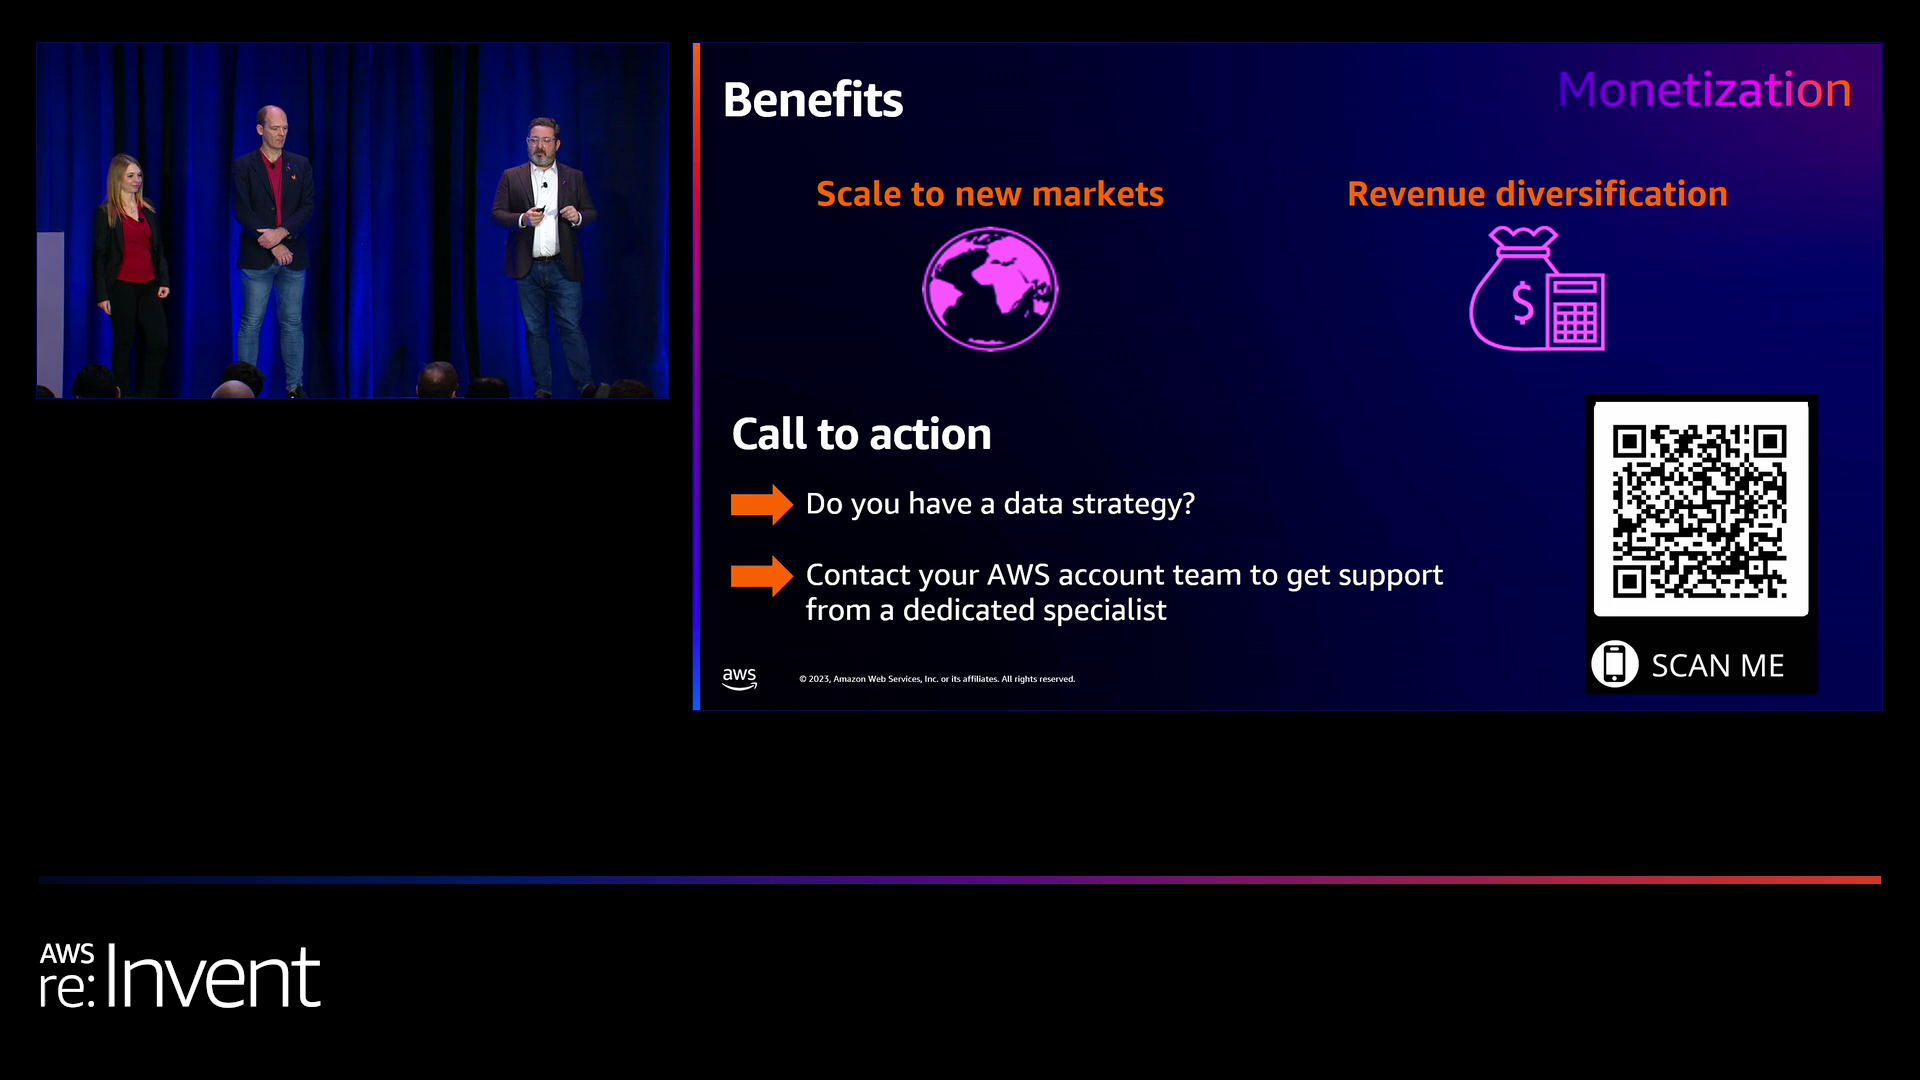 Benefits
Monetization
Scale to new markets
Revenue diversification
$
Call to action
Do you have a data strategy?
Contact your AWS account team to get support
from a dedicated specialist
SCAN ME
aws
© 2023, Amazon Web Services, Inc. or its affiliates. All rights reserved.
AWS
re:Invent